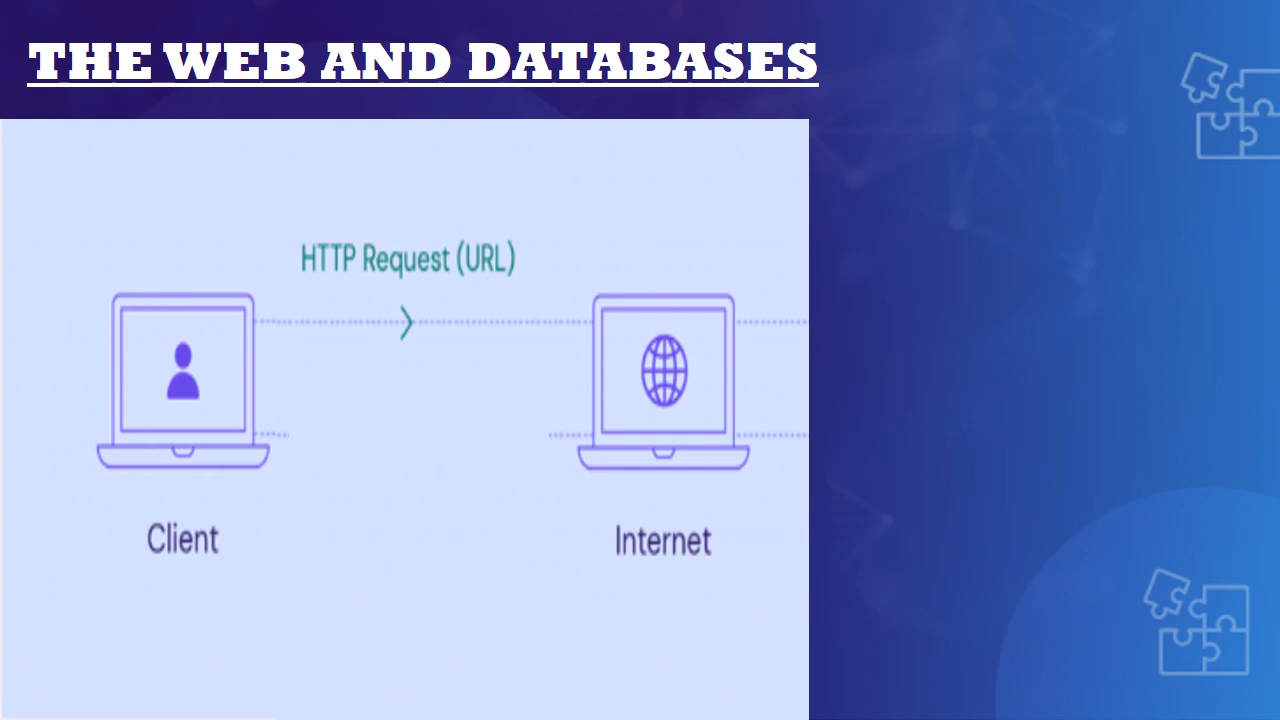 THE WEB AND DATABASES
HTTP Request (URL)
Client
Internet